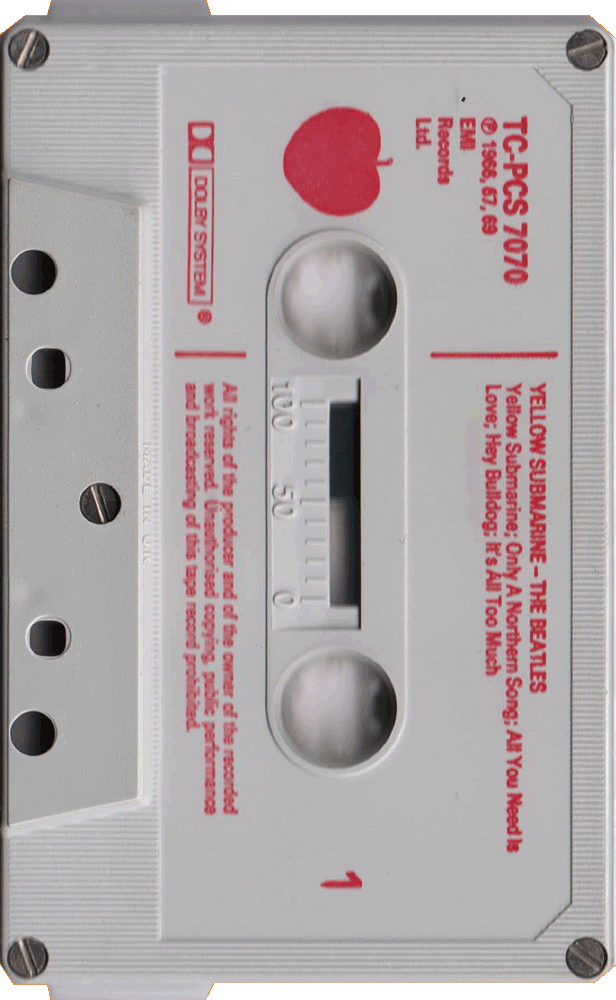 TC-PCS 7070
℗ 1966, 67, 69
EMI
Records
Ltd.
YELLOW SUBMARINE – THE BEATLES
Yellow Submarine; Only A Northern Song; All You Need Is
Love; Hey Bulldog; It's All Too Much
100 50 0
1
DOLBY SYSTEM ®
All rights of the producer and of the owner of the recorded
work reserved. Unauthorised copying, public performance
and broadcasting of this tape record prohibited.
MADE IN UK